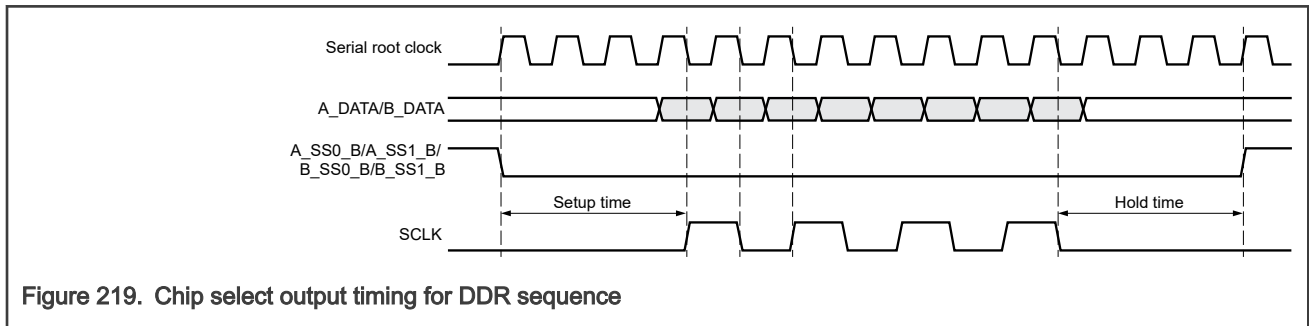 Serial root clock
A_DATA/B_DATA
A_SS0_B/A_SS1_B/
B_SS0_B/B_SS1_B
Setup time
Hold time
SCLK
Figure 219. Chip select output timing for DDR sequence